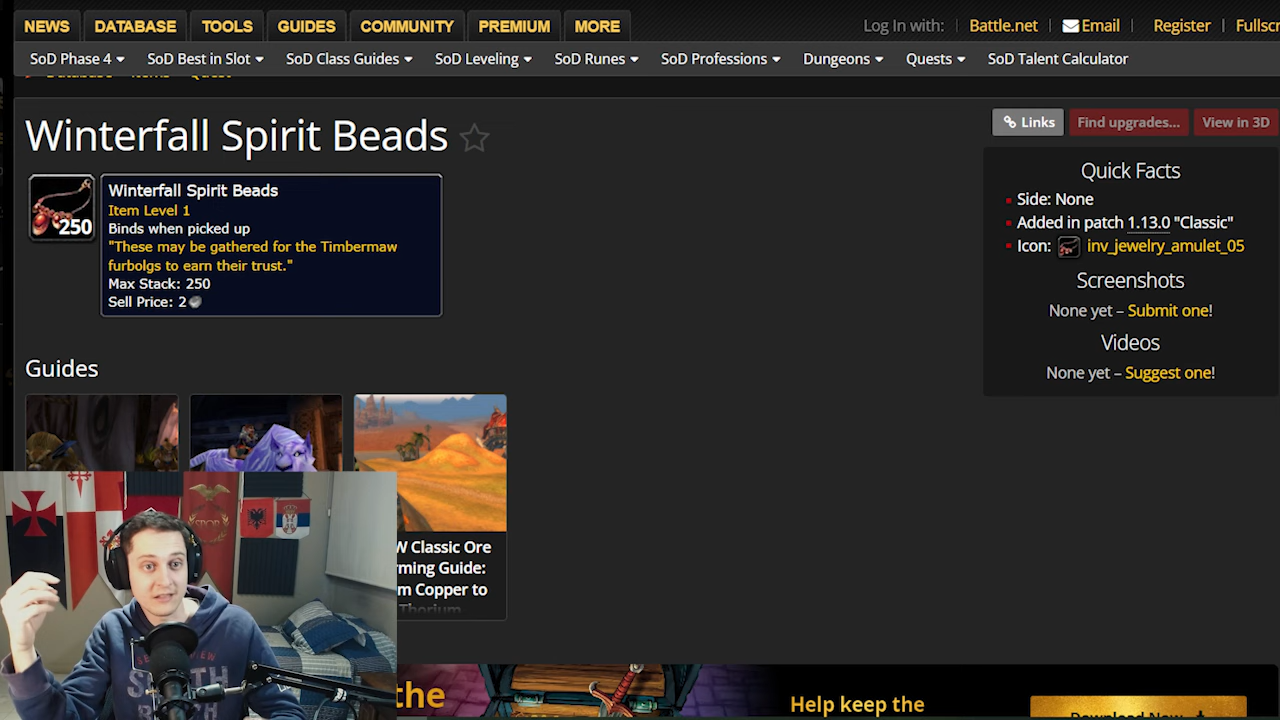 NEWS DATABASE TOOLS GUIDES COMMUNITY PREMIUM MORE Log In with: Battle.net Email Register
SoD Phase 4 SoD Best in Slot SoD Class Guides SoD Leveling SoD Runes SoD Professions Dungeons Quests SoD Talent Calculator
Winterfall Spirit Beads
Links Find upgrades... View in 3D
250
Winterfall Spirit Beads
Item Level 1
Binds when picked up
"These may be gathered for the Timbermaw
furbolgs to earn their trust."
Max Stack: 250
Sell Price: 2
Quick Facts
Side: None
Added in patch 1.13.0 "Classic"
Icon: inv_jewelry_amulet_05
Screenshots
None yet – Submit one!
Videos
None yet – Suggest one!
Guides
W Classic Ore
rming Guide:
m Copper to
Thorium
SPQR
the
Help keep the
Download Now